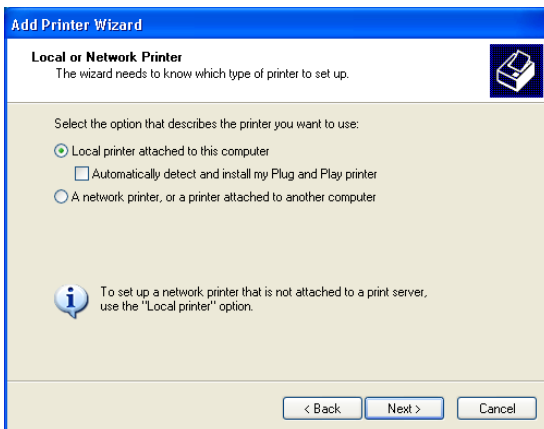 Add Printer Wizard
Local or Network Printer
The wizard needs to know which type of printer to set up.
Select the option that describes the printer you want to use:
Local printer attached to this computer
Automatically detect and install my Plug and Play printer
A network printer, or a printer attached to another computer
To set up a network printer that is not attached to a print server,
use the "Local printer" option.
< Back Next > Cancel